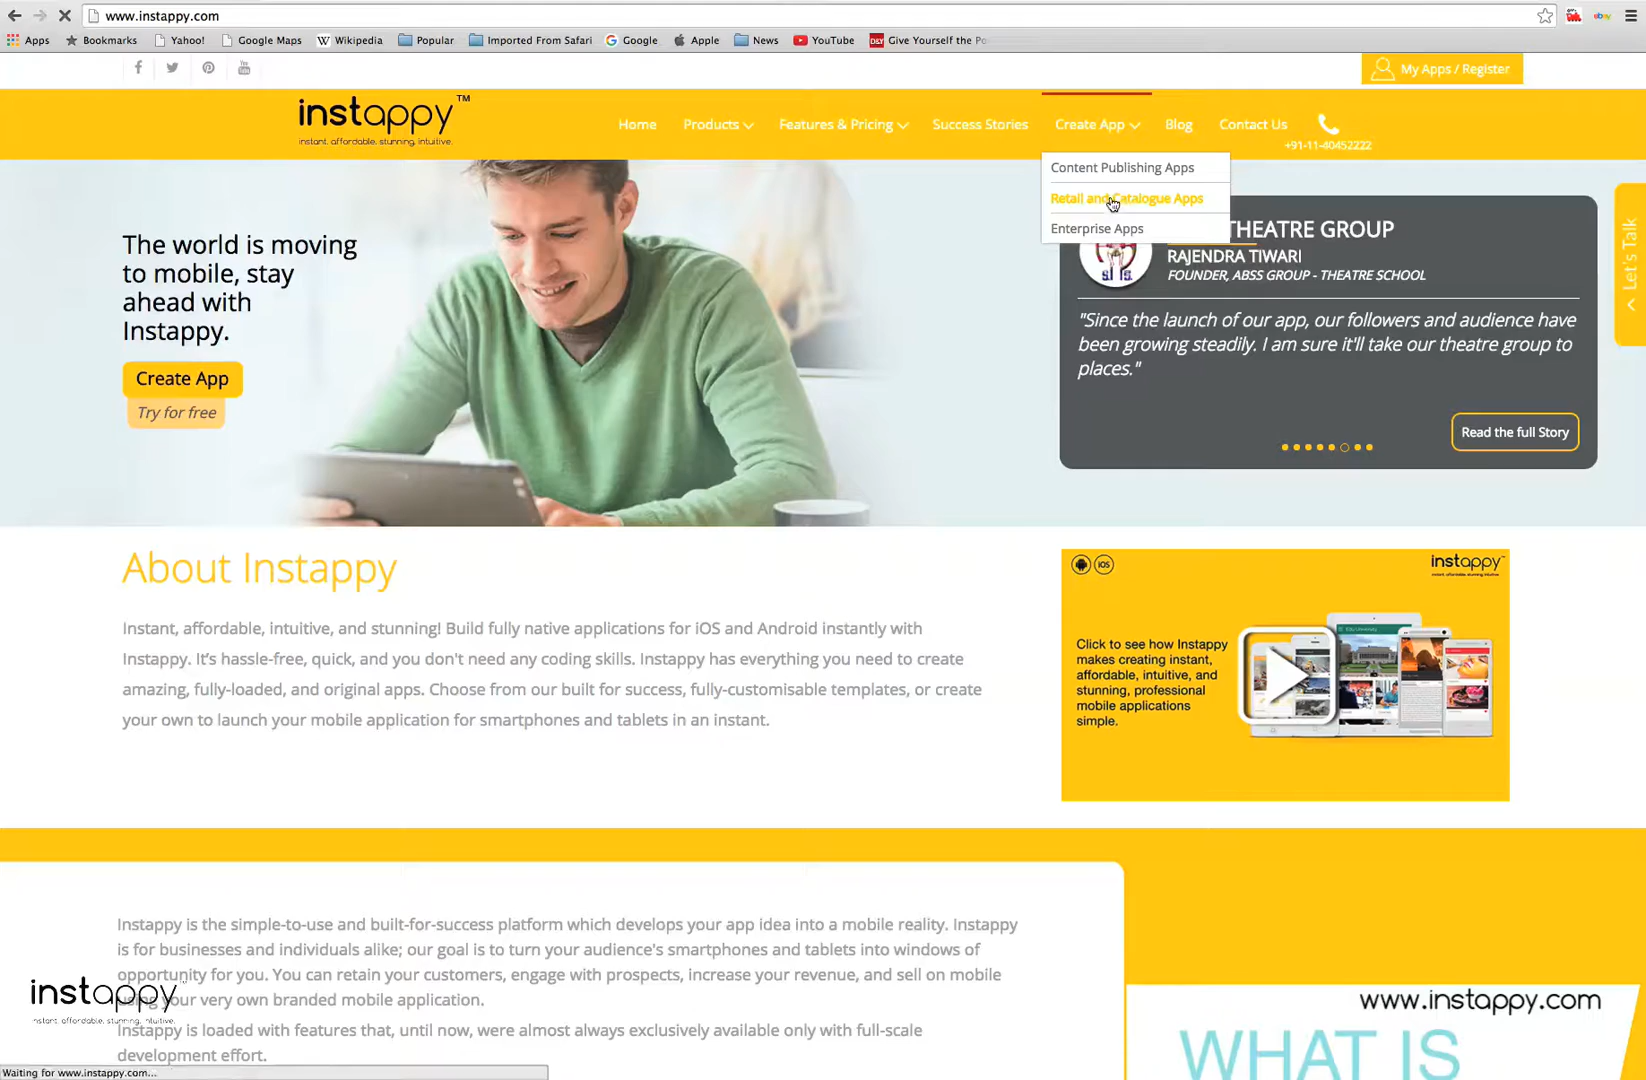 www.instappy.com
Apps Bookmarks Yahoo! Google Maps Wikipedia Popular Imported From Safari Google Apple News YouTube Give Yourself the Po
My Apps / Register
instappy™
instant. affordable. stunning. intuitive.
Home Products Features & Pricing Success Stories Create App Blog Contact Us
+91-11-40452222
Content Publishing Apps
Retail and Catalogue Apps
Enterprise Apps
The world is moving
to mobile, stay
ahead with
Instappy.
Create App
Try for free
THEATRE GROUP
RAJENDRA TIWARI
FOUNDER, ABSS GROUP - THEATRE SCHOOL
"Since the launch of our app, our followers and audience have
been growing steadily. I am sure it'll take our theatre group to
places."
Read the full Story
Let's Talk
About Instappy
Instant, affordable, intuitive, and stunning! Build fully native applications for iOS and Android instantly with
Instappy. It's hassle-free, quick, and you don't need any coding skills. Instappy has everything you need to create
amazing, fully-loaded, and original apps. Choose from our built for success, fully-customisable templates, or create
your own to launch your mobile application for smartphones and tablets in an instant.
iOS
instappy
instant. affordable. stunning. intuitive.
Click to see how Instappy
makes creating instant,
affordable, intuitive, and
stunning, professional
mobile applications
simple.
Instappy is the simple-to-use and built-for-success platform which develops your app idea into a mobile reality. Instappy
is for businesses and individuals alike; our goal is to turn your audience's smartphones and tablets into windows of
opportunity for you. You can retain your customers, engage with prospects, increase your revenue, and sell on mobile
using your very own branded mobile application.
Instappy is loaded with features that, until now, were almost always exclusively available only with full-scale
development effort.
instappy
instant. affordable. stunning. intuitive.
www.instappy.com
WHAT IS
Waiting for www.instappy.com...